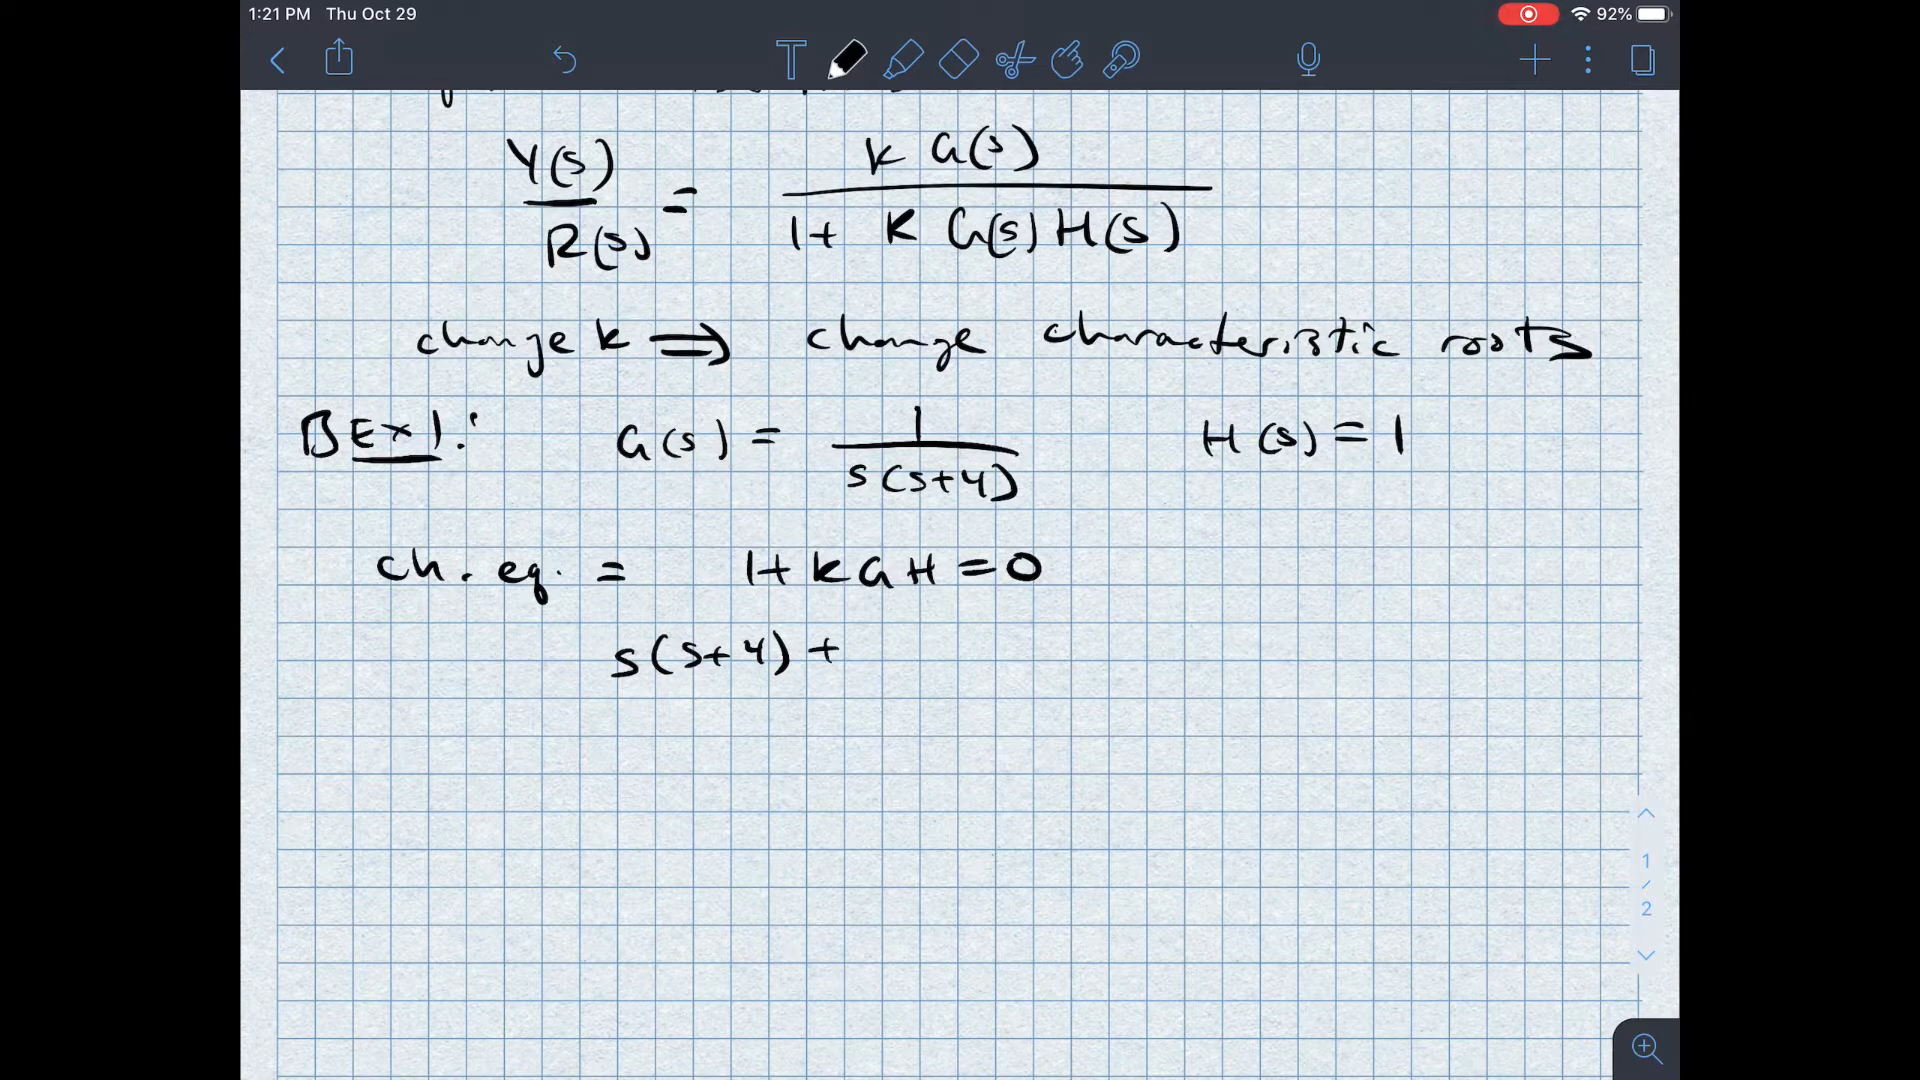 1:21 PM Thu Oct 29 92%
Y(s) / R(s) = K G(s) / 1 + K G(s) H(s)
change k ⇒ change characteristic roots
B Ex 1: G(s) = 1 / s(s+4) H(s) = 1
ch. eq. = 1 + K G H = 0
s(s+4) +
1 / 2